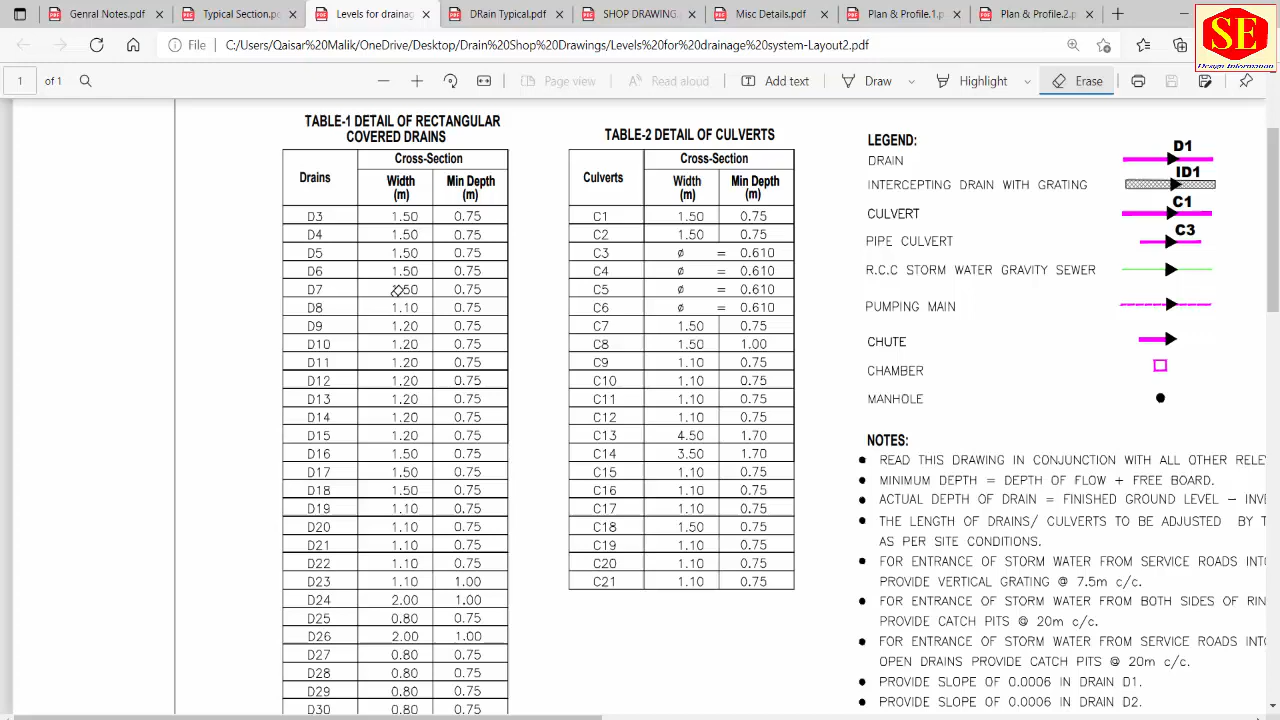 Genral Notes.pdf
Typical Section.p
Levels for drainag
DRain Typical.pdf
SHOP DRAWING.
Misc Details.pdf
Plan & Profile.1.p
Plan & Profile.2.p
SE
Design Information
File
C:/Users/Qaisar%20Malik/OneDrive/Desktop/Drain%20Shop%20Drawings/Levels%20for%20drainage%20system-Layout2.pdf
1 of 1
Page view
Read aloud
Add text
Draw
Highlight
Erase
TABLE-1 DETAIL OF RECTANGULAR
COVERED DRAINS
Drains
Cross-Section
Width (m)
Min Depth (m)
D3 1.50 0.75
D4 1.50 0.75
D5 1.50 0.75
D6 1.50 0.75
D7 50 0.75
D8 1.10 0.75
D9 1.20 0.75
D10 1.20 0.75
D11 1.20 0.75
D12 1.20 0.75
D13 1.20 0.75
D14 1.20 0.75
D15 1.20 0.75
D16 1.50 0.75
D17 1.50 0.75
D18 1.50 0.75
D19 1.10 0.75
D20 1.10 0.75
D21 1.10 0.75
D22 1.10 0.75
D23 1.10 1.00
D24 2.00 1.00
D25 0.80 0.75
D26 2.00 1.00
D27 0.80 0.75
D28 0.80 0.75
D29 0.80 0.75
D30 0.80 0.75
TABLE-2 DETAIL OF CULVERTS
Culverts
Cross-Section
Width (m)
Min Depth (m)
C1 1.50 0.75
C2 1.50 0.75
C3 ø = 0.610
C4 ø = 0.610
C5 ø = 0.610
C6 ø = 0.610
C7 1.50 0.75
C8 1.50 1.00
C9 1.10 0.75
C10 1.10 0.75
C11 1.10 0.75
C12 1.10 0.75
C13 4.50 1.70
C14 3.50 1.70
C15 1.10 0.75
C16 1.10 0.75
C17 1.10 0.75
C18 1.50 0.75
C19 1.10 0.75
C20 1.10 0.75
C21 1.10 0.75
LEGEND:
DRAIN D1
INTERCEPTING DRAIN WITH GRATING ID1
CULVERT C1
PIPE CULVERT C3
R.C.C STORM WATER GRAVITY SEWER
PUMPING MAIN
CHUTE
CHAMBER
MANHOLE
NOTES:
READ THIS DRAWING IN CONJUNCTION WITH ALL OTHER RELE
MINIMUM DEPTH = DEPTH OF FLOW + FREE BOARD.
ACTUAL DEPTH OF DRAIN = FINISHED GROUND LEVEL − INVE
THE LENGTH OF DRAINS/ CULVERTS TO BE ADJUSTED BY T
AS PER SITE CONDITIONS.
FOR ENTRANCE OF STORM WATER FROM SERVICE ROADS INTO
PROVIDE VERTICAL GRATING @ 7.5m c/c.
FOR ENTRANCE OF STORM WATER FROM BOTH SIDES OF RIN
PROVIDE CATCH PITS @ 20m c/c.
FOR ENTRANCE OF STORM WATER FROM SERVICE ROADS INTO
OPEN DRAINS PROVIDE CATCH PITS @ 20m c/c.
PROVIDE SLOPE OF 0.0006 IN DRAIN D1.
PROVIDE SLOPE OF 0.0006 IN DRAIN D2.